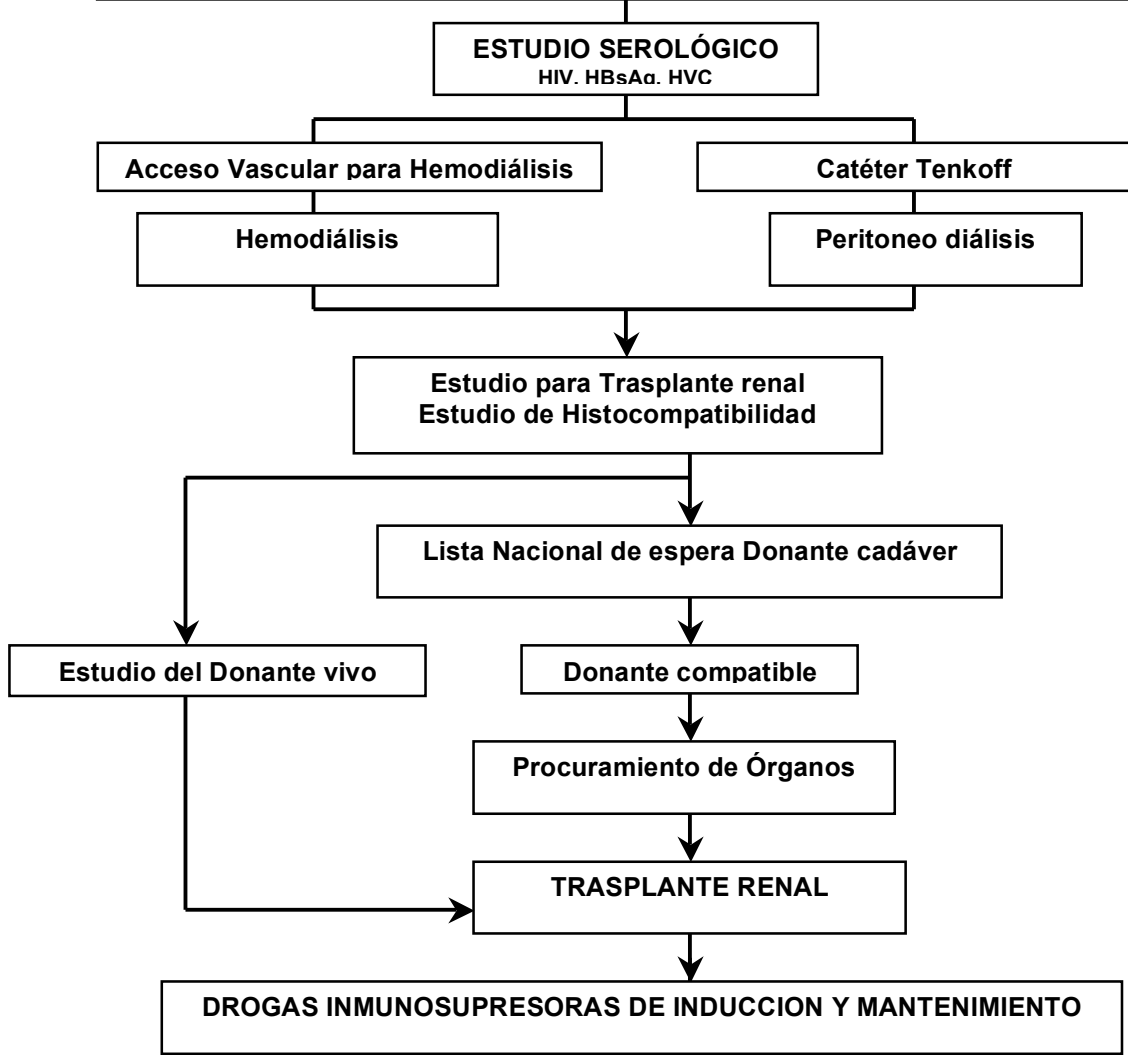 ESTUDIO SEROLÓGICO
HIV, HBsAg, HVC
Acceso Vascular para Hemodiálisis
Catéter Tenkoff
Hemodiálisis
Peritoneo diálisis
Estudio para Trasplante renal
Estudio de Histocompatibilidad
Lista Nacional de espera Donante cadáver
Estudio del Donante vivo
Donante compatible
Procuramiento de Órganos
TRASPLANTE RENAL
DROGAS INMUNOSUPRESORAS DE INDUCCION Y MANTENIMIENTO